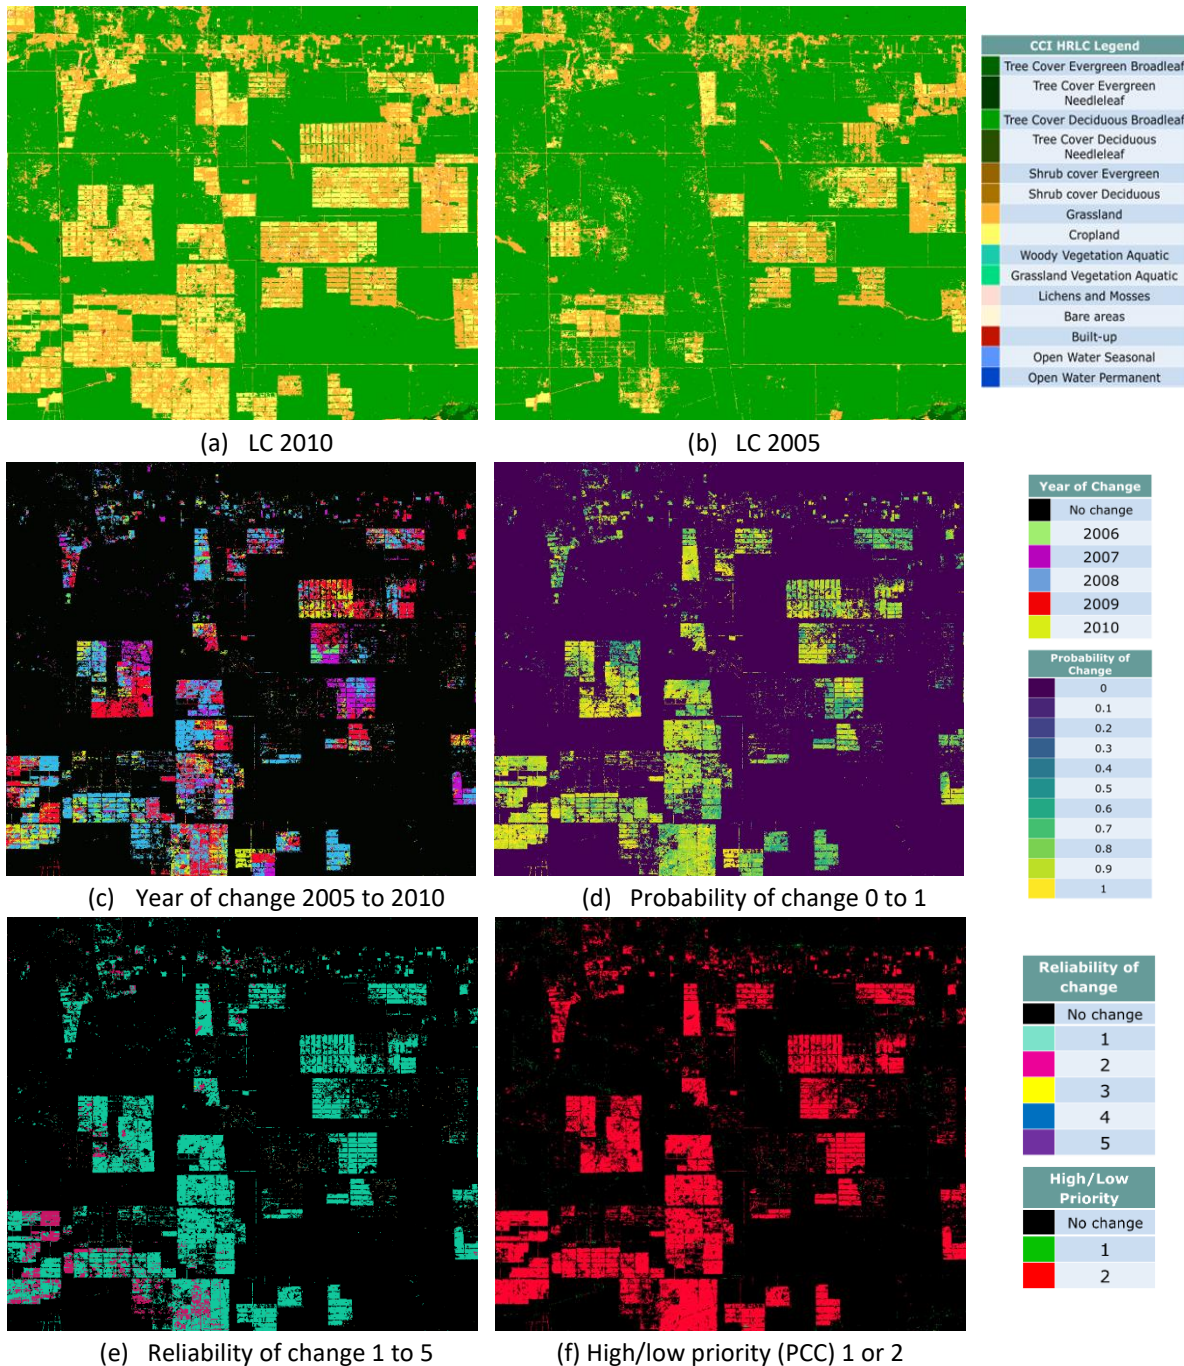 CCI HRLC Legend
Tree Cover Evergreen Broadleaf
Tree Cover Evergreen
Needleleaf
Tree Cover Deciduous Broadleaf
Tree Cover Deciduous
Needleleaf
Shrub cover Evergreen
Shrub cover Deciduous
Grassland
Cropland
Woody Vegetation Aquatic
Grassland Vegetation Aquatic
Lichens and Mosses
Bare areas
Built-up
Open Water Seasonal
Open Water Permanent
(a) LC 2010
(b) LC 2005
Year of Change
No change
2006
2007
2008
2009
2010
Probability of
Change
0
0.1
0.2
0.3
0.4
0.5
0.6
0.7
0.8
0.9
1
(c) Year of change 2005 to 2010
(d) Probability of change 0 to 1
Reliability of
change
No change
1
2
3
4
5
High/Low
Priority
No change
1
2
(e) Reliability of change 1 to 5
(f) High/low priority (PCC) 1 or 2